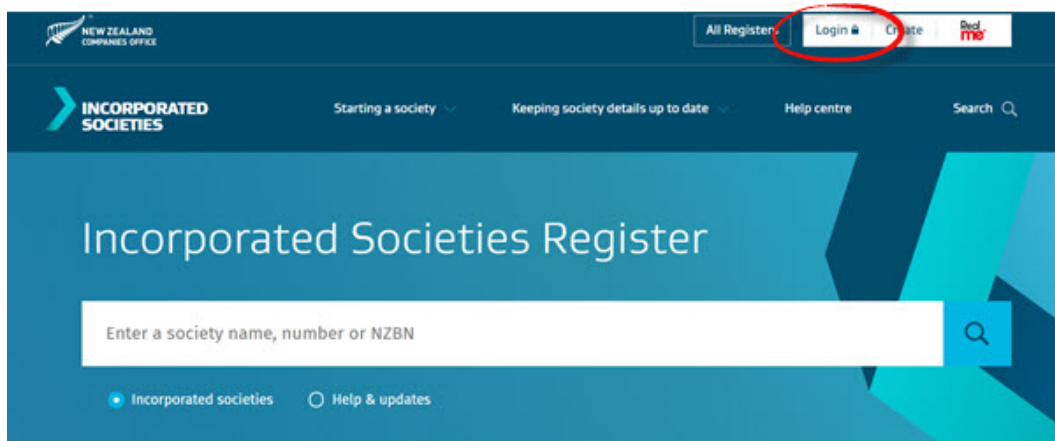 NEW ZEALAND
COMPANIES OFFICE
All Registers Login Create Real me
INCORPORATED
SOCIETIES
Starting a society Keeping society details up to date Help centre Search
Incorporated Societies Register
Enter a society name, number or NZBN
Incorporated societies Help & updates